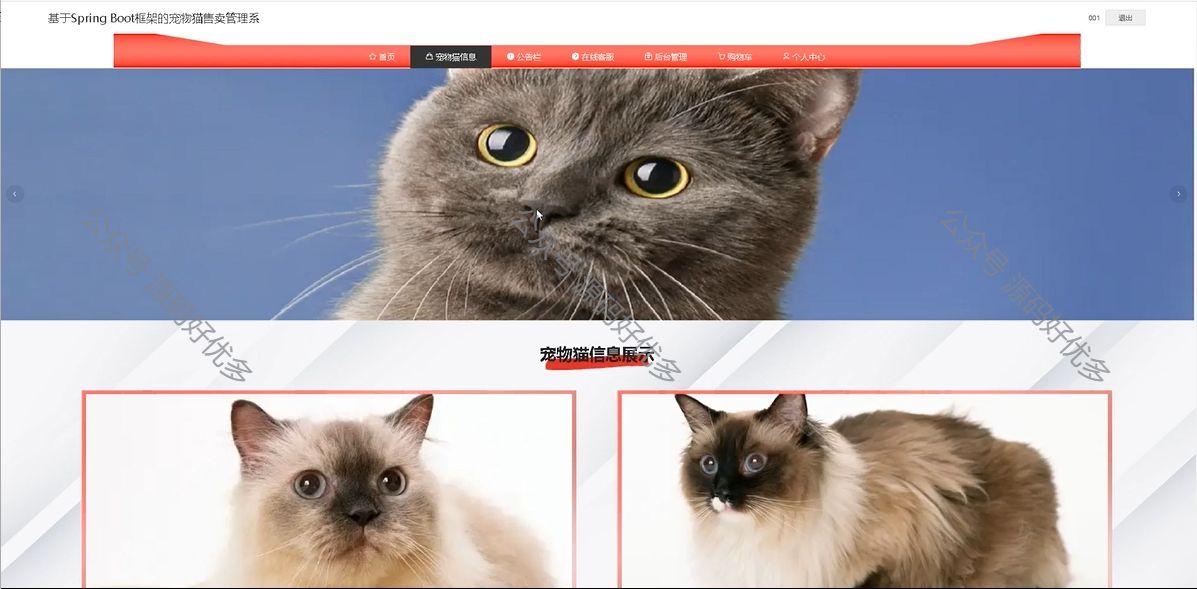 基于Spring Boot框架的宠物猫售卖管理系
001
退出
首页
宠物猫信息
公告栏
在线客服
后台管理
购物车
个人中心
宠物猫信息展示
公众号 源码好优多
公众号 源码好优多
公众号 源码好优多